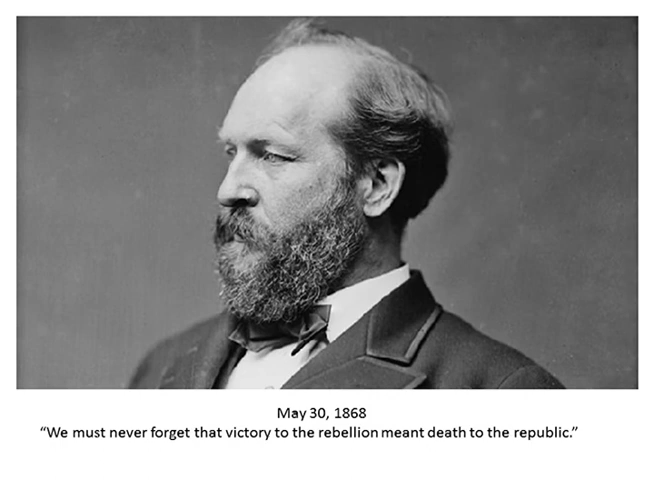 May 30, 1868
“We must never forget that victory to the rebellion meant death to the republic.”